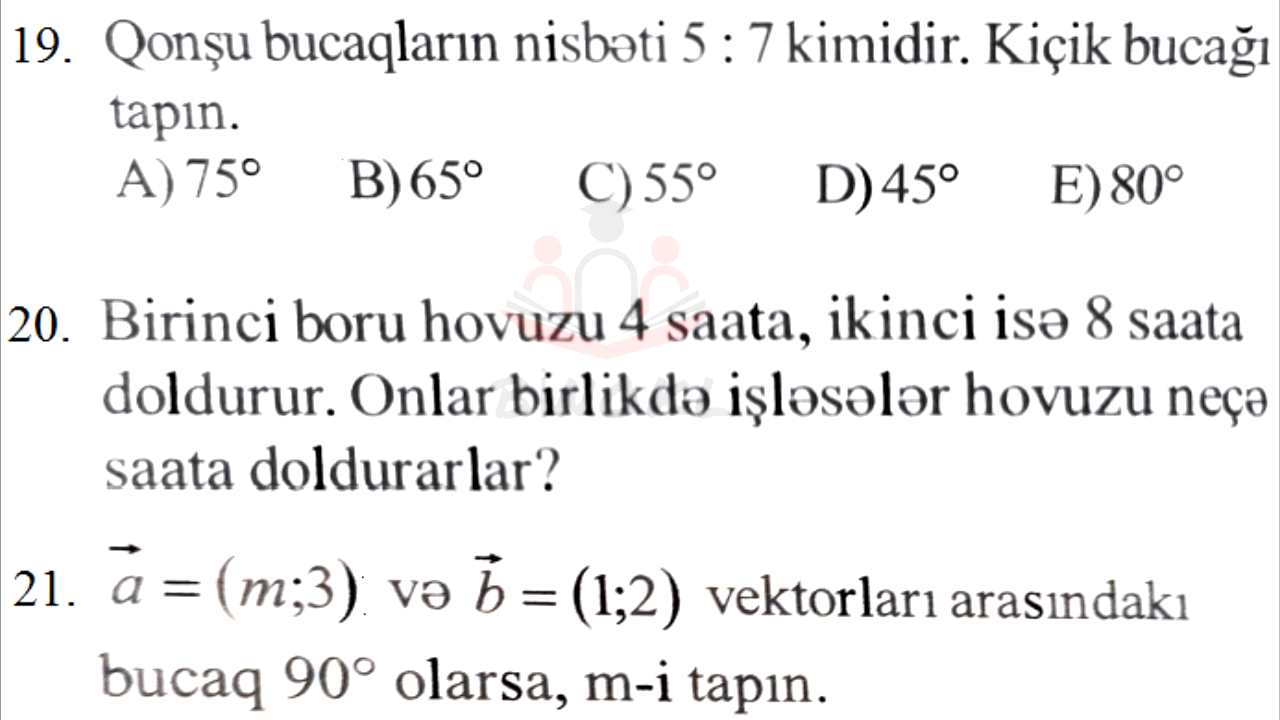 19. Qonşu bucaqların nisbəti 5 : 7 kimidir. Kiçik bucağı
tapın.
A) 75° B) 65° C) 55° D) 45° E) 80°
20. Birinci boru hovuzu 4 saata, ikinci isə 8 saata
doldurur. Onlar birlikdə işləsələr hovuzu neçə
saata doldurarlar?
21. a⃗ = (m;3) və b⃗ = (1;2) vektorları arasındakı
bucaq 90° olarsa, m-i tapın.